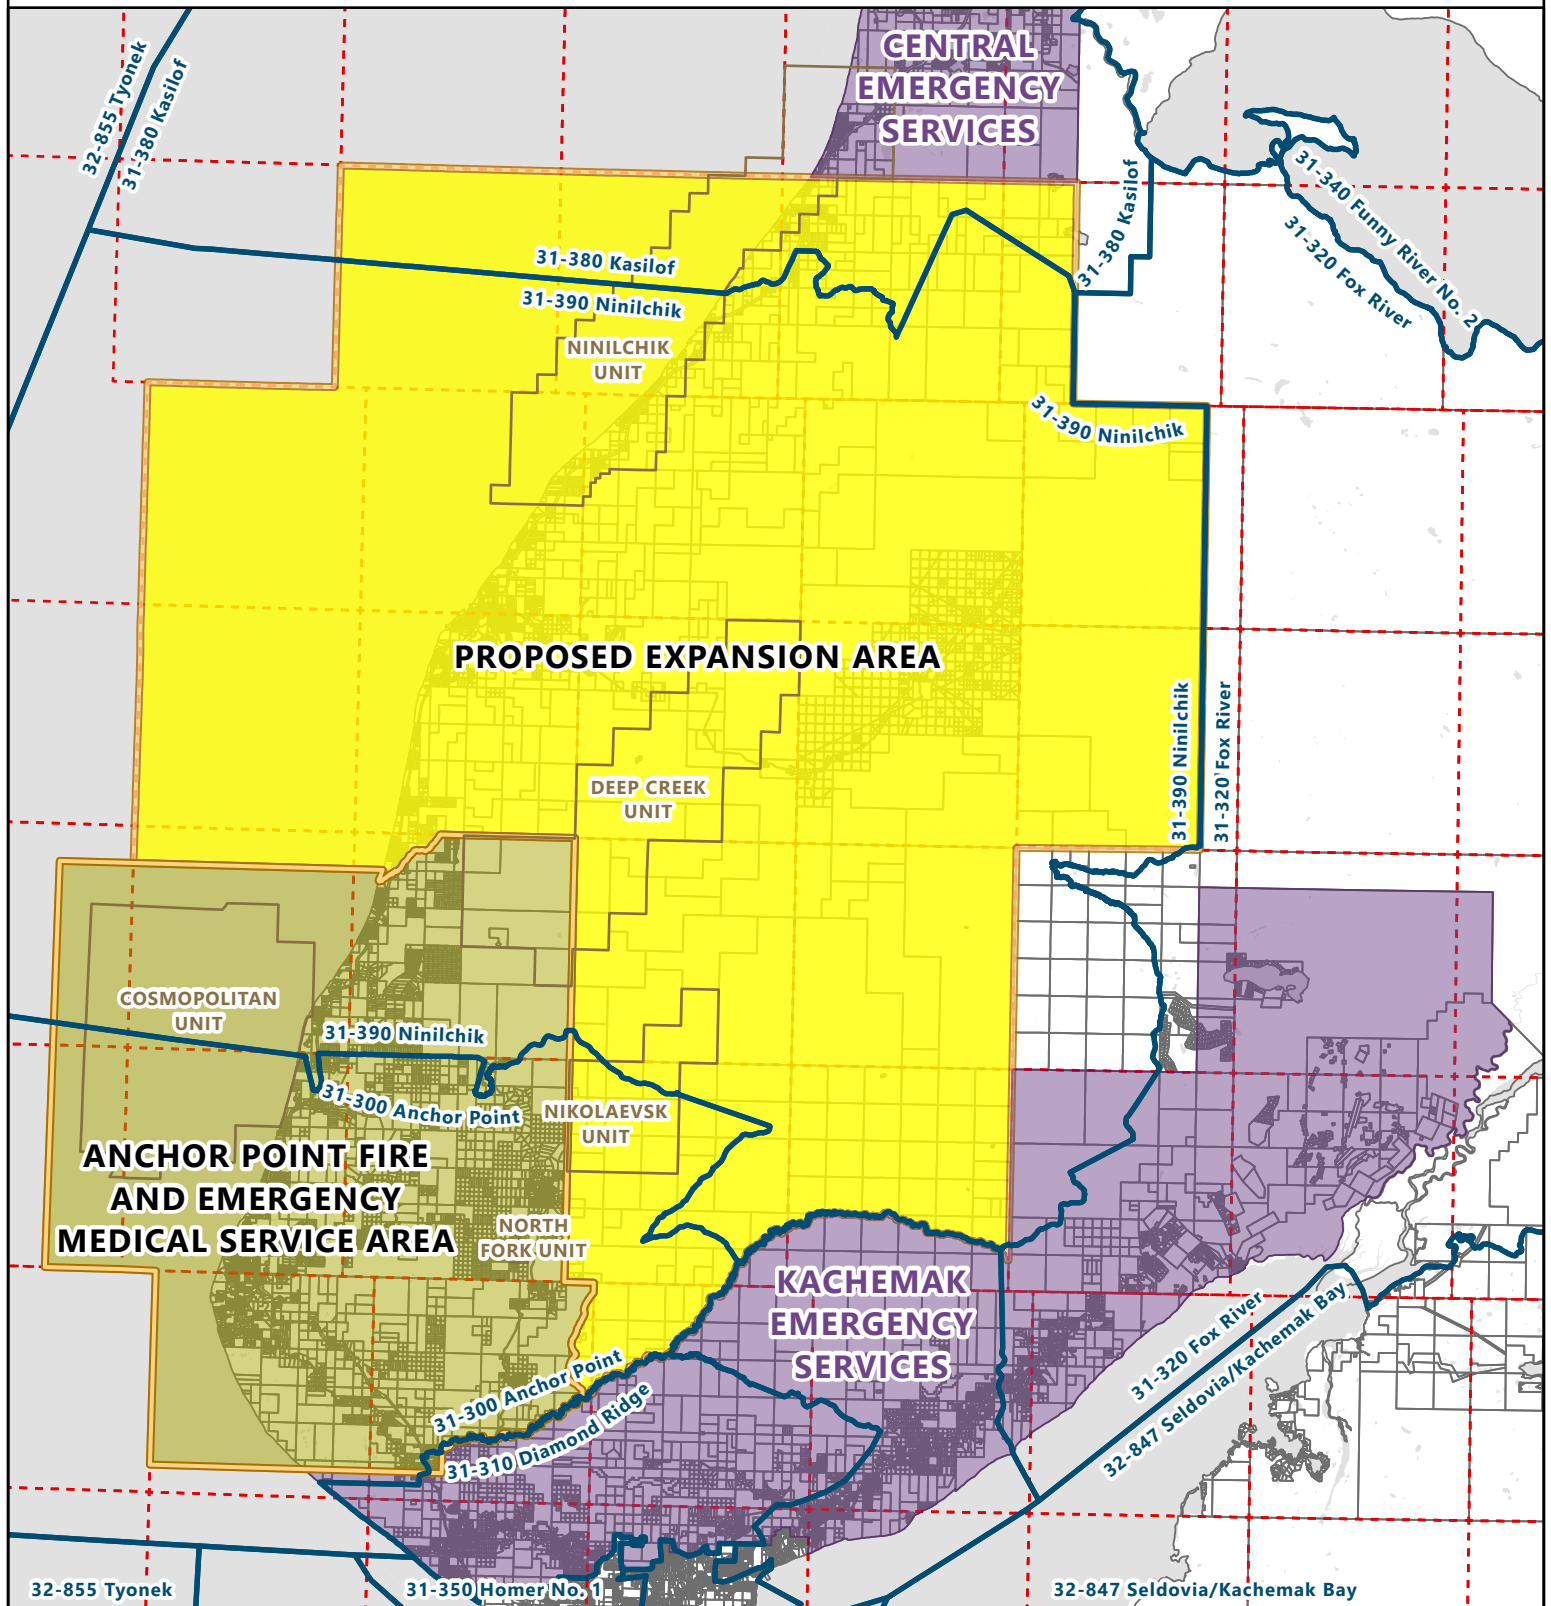 CENTRAL
EMERGENCY
SERVICES
32-855 Tyonek
31-380 Kasilof
31-380 Kasilof
31-340 Funny River No. 2
31-320 Fox River
31-380 Kasilof
31-390 Ninilchik
NINILCHIK
UNIT
31-390 Ninilchik
PROPOSED EXPANSION AREA
31-390 Ninilchik
31-320 Fox River
DEEP CREEK
UNIT
COSMOPOLITAN
UNIT
31-390 Ninilchik
31-300 Anchor Point
NIKOLAEVSK
UNIT
ANCHOR POINT FIRE
AND EMERGENCY
MEDICAL SERVICE AREA
NORTH
FORK UNIT
KACHEMAK
EMERGENCY
SERVICES
31-300 Anchor Point
31-310 Diamond Ridge
31-320 Fox River
32-847 Seldovia/Kachemak Bay
32-855 Tyonek
31-350 Homer No. 1
32-847 Seldovia/Kachemak Bay